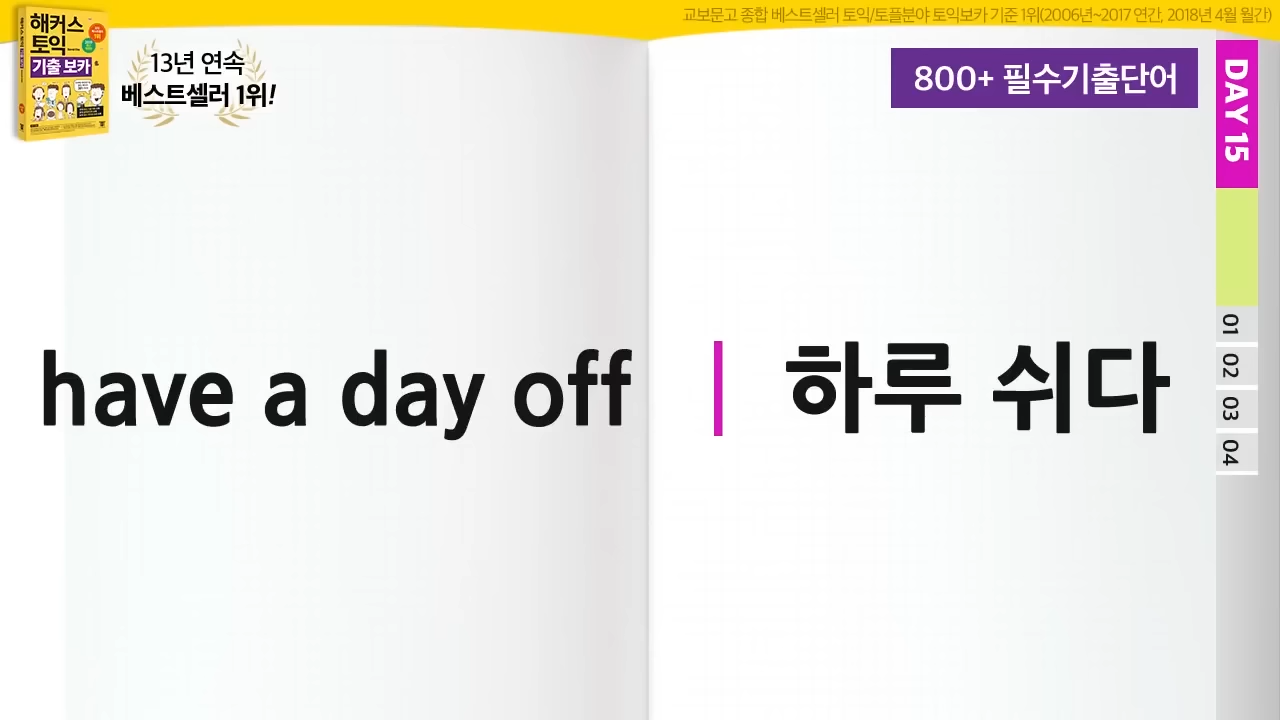 교보문고 종합 베스트셀러 토익/토플분야 토익보카 기준 1위(2006년~2017 연간, 2018년 4월 월간)
해커스
토익
기출 보카
13년 연속
베스트셀러 1위!
800+ 필수기출단어
DAY 15
have a day off
하루 쉬다
01
02
03
04